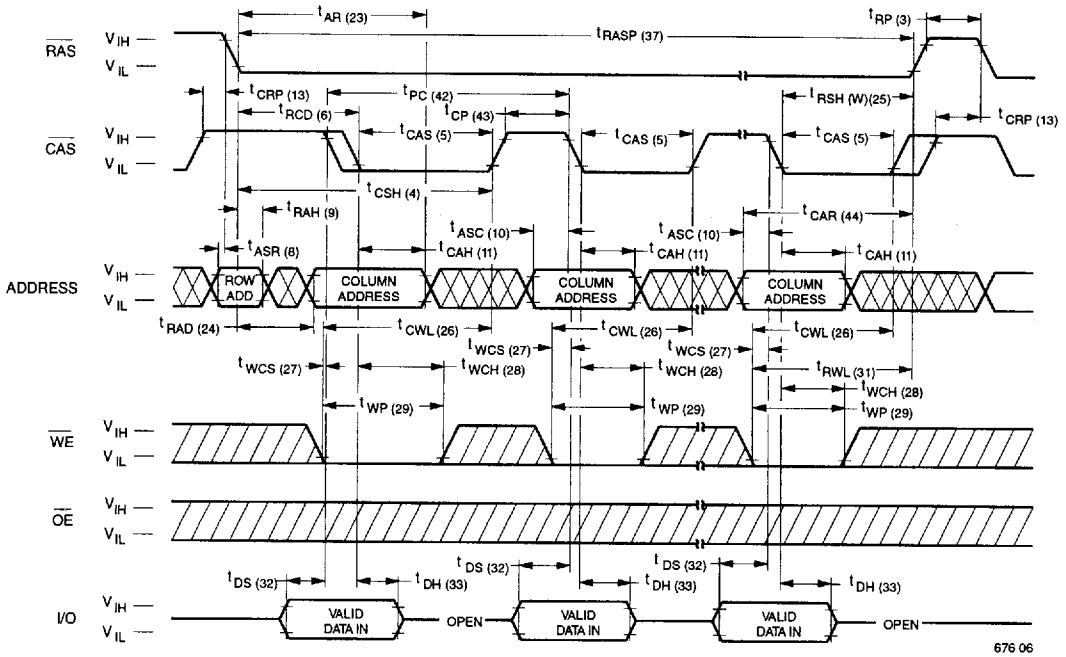 t AR (23)
t RP (3)
t RASP (37)
RAS
V IH
V IL
t CRP (13)
t PC (42)
t RSH (W)(25)
t RCD (6)
t CP (43)
t CRP (13)
CAS
V IH
V IL
t CAS (5)
t CAS (5)
t CAS (5)
t CSH (4)
t RAH (9)
t CAR (44)
t ASC (10)
t ASC (10)
t ASR (8)
t CAH (11)
t CAH (11)
t CAH (11)
ADDRESS
V IH
V IL
ROW ADD
COLUMN ADDRESS
COLUMN ADDRESS
COLUMN ADDRESS
t RAD (24)
t CWL (26)
t CWL (26)
t CWL (26)
t WCS (27)
t WCS (27)
t WCS (27)
t WCH (28)
t WCH (28)
t RWL (31)
t WCH (28)
t WP (29)
t WP (29)
t WP (29)
WE
V IH
V IL
OE
V IH
V IL
t DS (32)
t DS (32)
t DS (32)
t DH (33)
t DH (33)
t DH (33)
I/O
V IH
V IL
VALID DATA IN
OPEN
VALID DATA IN
VALID DATA IN
OPEN
676 06